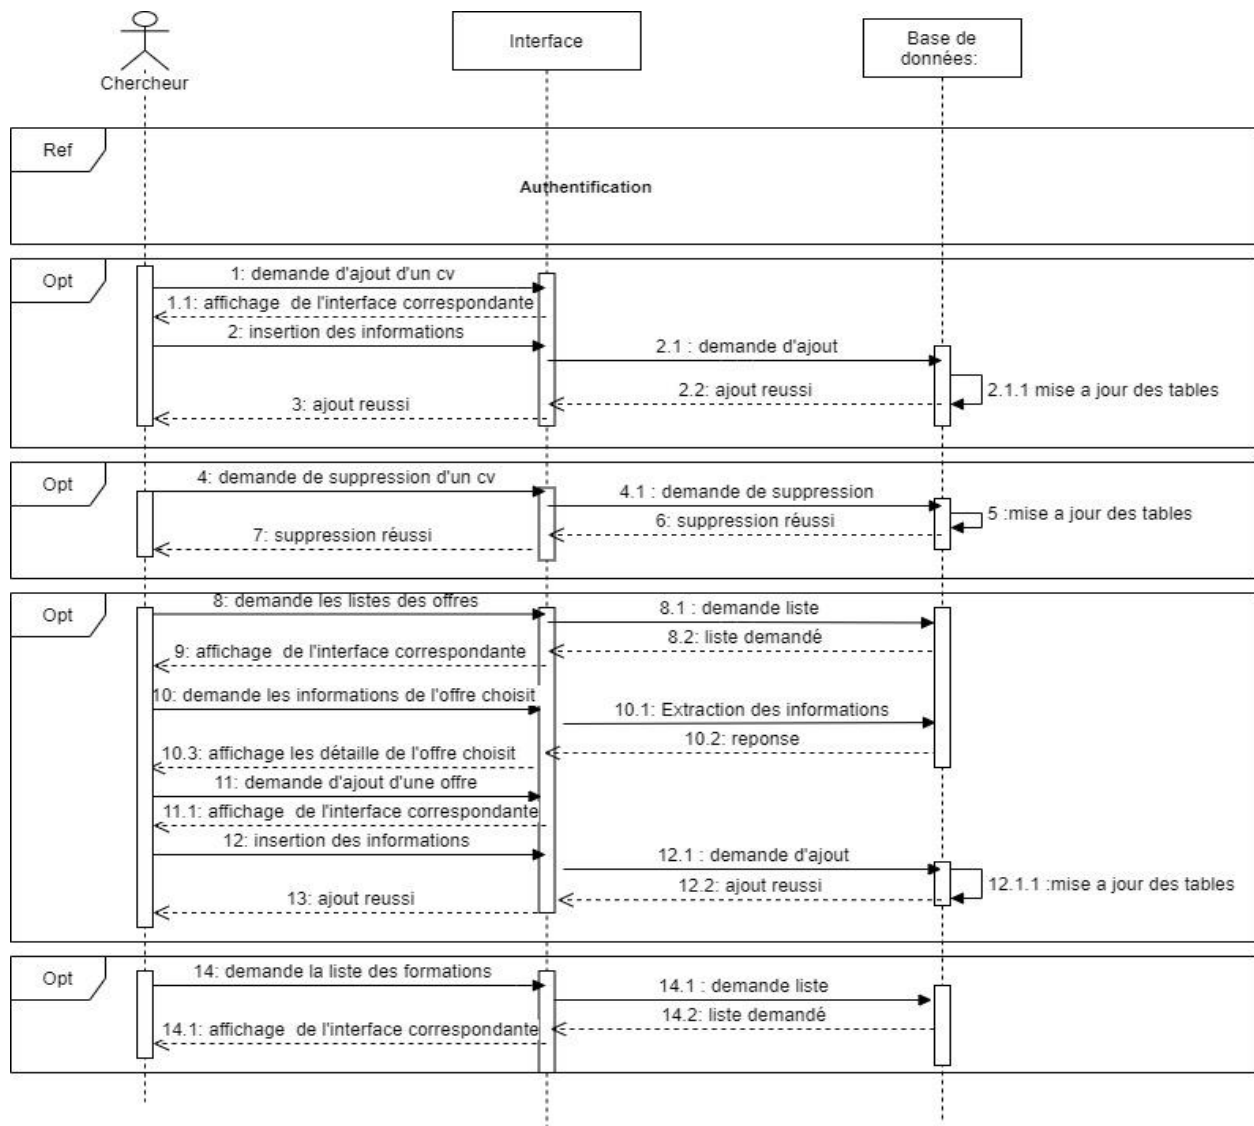 Chercheur
Interface
Base de
données:
Ref
Authentification
Opt
1: demande d'ajout d'un cv
1.1: affichage de l'interface correspondante
2: insertion des informations
2.1 : demande d'ajout
2.1.1 mise a jour des tables
2.2: ajout reussi
3: ajout reussi
Opt
4: demande de suppression d'un cv
4.1 : demande de suppression
5 :mise a jour des tables
6: suppression réussi
7: suppression réussi
Opt
8: demande les listes des offres
8.1 : demande liste
8.2: liste demandé
9: affichage de l'interface correspondante
10: demande les informations de l'offre choisit
10.1: Extraction des informations
10.2: reponse
10.3: affichage les détaille de l'offre choisit
11: demande d'ajout d'une offre
11.1: affichage de l'interface correspondante
12: insertion des informations
12.1 : demande d'ajout
12.1.1 :mise a jour des tables
12.2: ajout reussi
13: ajout reussi
Opt
14: demande la liste des formations
14.1 : demande liste
14.2: liste demandé
14.1: affichage de l'interface correspondante